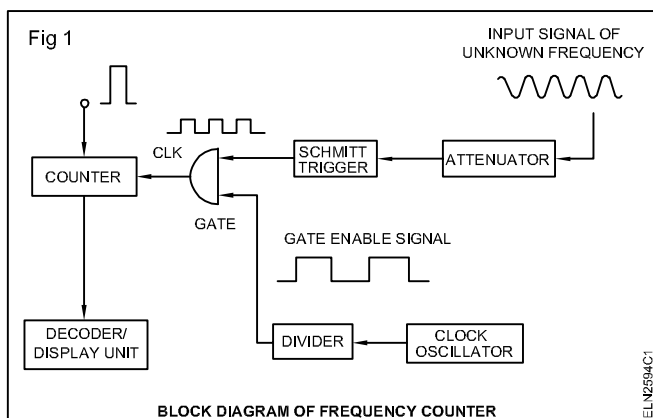 Fig 1
INPUT SIGNAL OF
UNKNOWN FREQUENCY
CLK
SCHMITT
TRIGGER
ATTENUATOR
COUNTER
GATE
GATE ENABLE SIGNAL
DECODER/
DISPLAY UNIT
DIVIDER
CLOCK
OSCILLATOR
BLOCK DIAGRAM OF FREQUENCY COUNTER
ELN2594C1